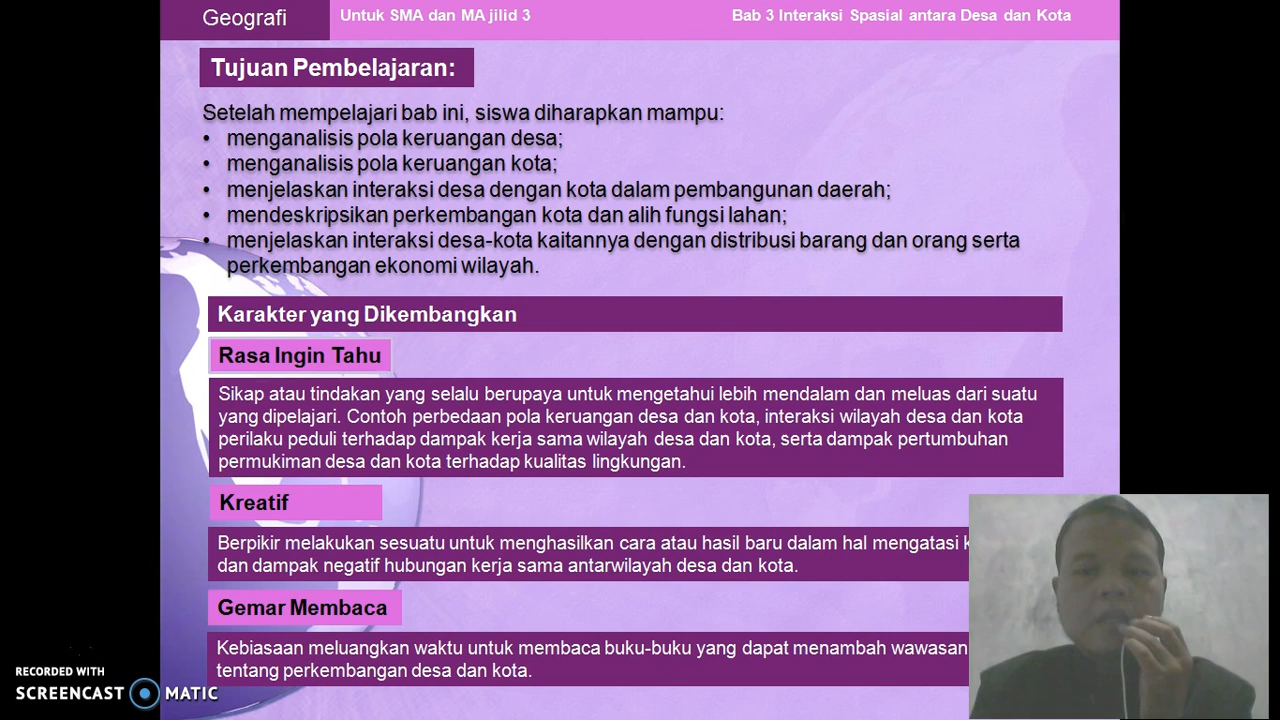 Geografi
Untuk SMA dan MA jilid 3
Bab 3 Interaksi Spasial antara Desa dan Kota
Tujuan Pembelajaran:
Setelah mempelajari bab ini, siswa diharapkan mampu:
• menganalisis pola keruangan desa;
• menganalisis pola keruangan kota;
• menjelaskan interaksi desa dengan kota dalam pembangunan daerah;
• mendeskripsikan perkembangan kota dan alih fungsi lahan;
• menjelaskan interaksi desa-kota kaitannya dengan distribusi barang dan orang serta
perkembangan ekonomi wilayah.
Karakter yang Dikembangkan
Rasa Ingin Tahu
Sikap atau tindakan yang selalu berupaya untuk mengetahui lebih mendalam dan meluas dari suatu
yang dipelajari. Contoh perbedaan pola keruangan desa dan kota, interaksi wilayah desa dan kota
perilaku peduli terhadap dampak kerja sama wilayah desa dan kota, serta dampak pertumbuhan
permukiman desa dan kota terhadap kualitas lingkungan.
Kreatif
Berpikir melakukan sesuatu untuk menghasilkan cara atau hasil baru dalam hal mengatasi
dan dampak negatif hubungan kerja sama antarwilayah desa dan kota.
Gemar Membaca
Kebiasaan meluangkan waktu untuk membaca buku-buku yang dapat menambah wawasan
tentang perkembangan desa dan kota.
RECORDED WITH
SCREENCAST MATIC